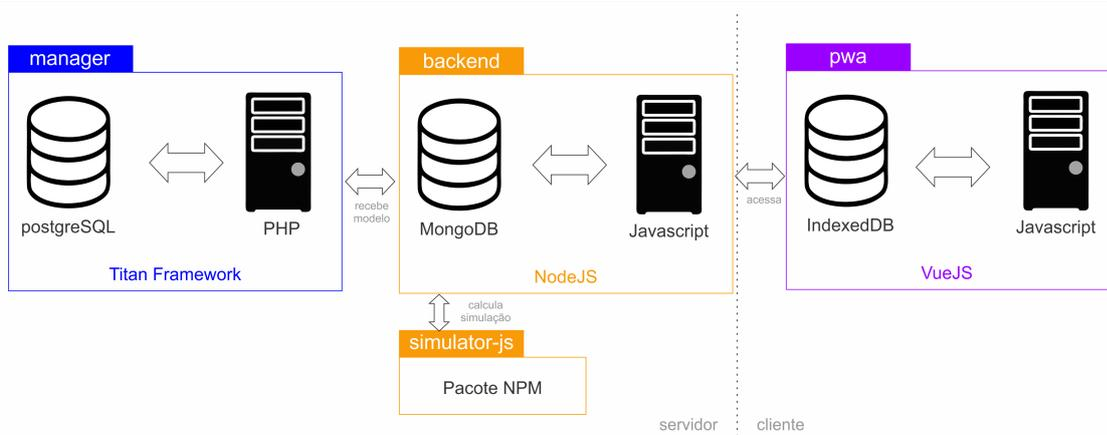 manager
postgreSQL
PHP
Titan Framework
recebe
modelo
backend
MongoDB
Javascript
NodeJS
calcula
simulação
simulator-js
Pacote NPM
acessa
pwa
IndexedDB
Javascript
VueJS
servidor
cliente